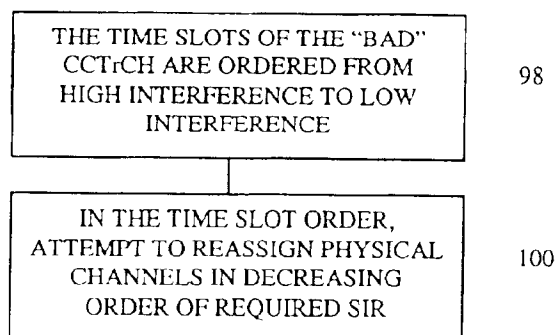 THE TIME SLOTS OF THE “BAD”
CCTrCH ARE ORDERED FROM
HIGH INTERFERENCE TO LOW
INTERFERENCE
98
IN THE TIME SLOT ORDER,
ATTEMPT TO REASSIGN PHYSICAL
CHANNELS IN DECREASING
ORDER OF REQUIRED SIR
100